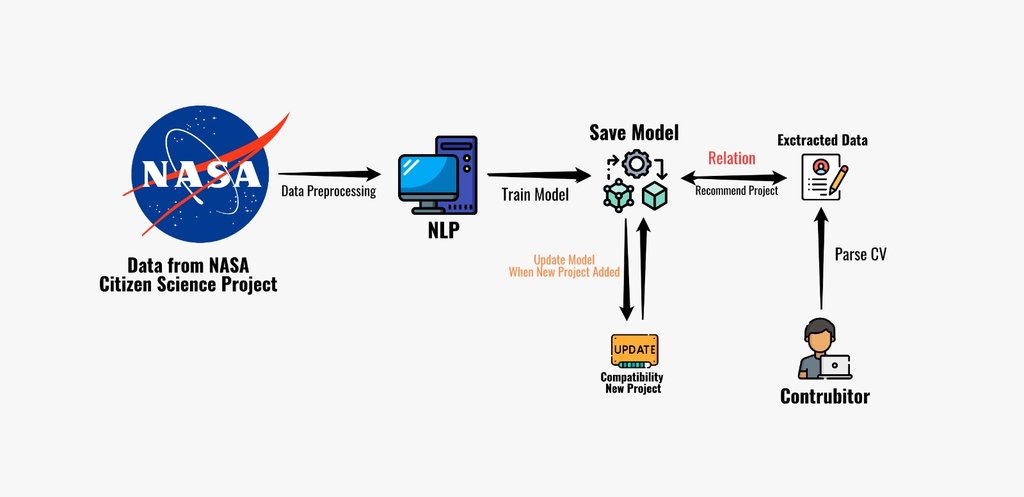 NASA
Data from NASA
Citizen Science Project
Data Preprocessing
NLP
Train Model
Save Model
Relation
Recommend Project
Exctracted Data
Update Model
When New Project Added
UPDATE
Compatibility
New Project
Parse CV
Contrubitor